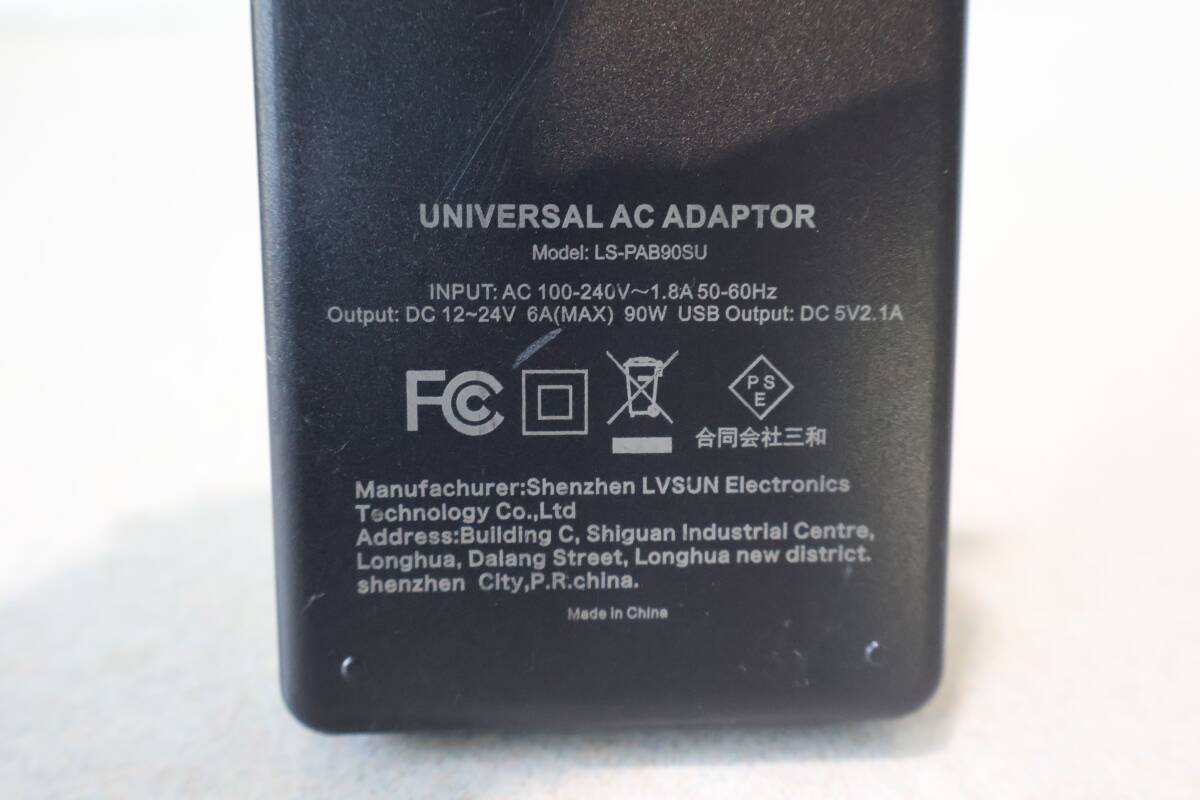 UNIVERSAL AC ADAPTOR
Model: LS-PAB90SU
INPUT: AC 100-240V～1.8A 50-60Hz
Output: DC 12~24V 6A(MAX) 90W USB Output: DC 5V2.1A
FC
PSE
合同会社三和
Manufachurer:Shenzhen LVSUN Electronics
Technology Co.,Ltd
Address:Building C, Shiguan Industrial Centre,
Longhua, Dalang Street, Longhua new district.
shenzhen City,P.R.china.
Made in China